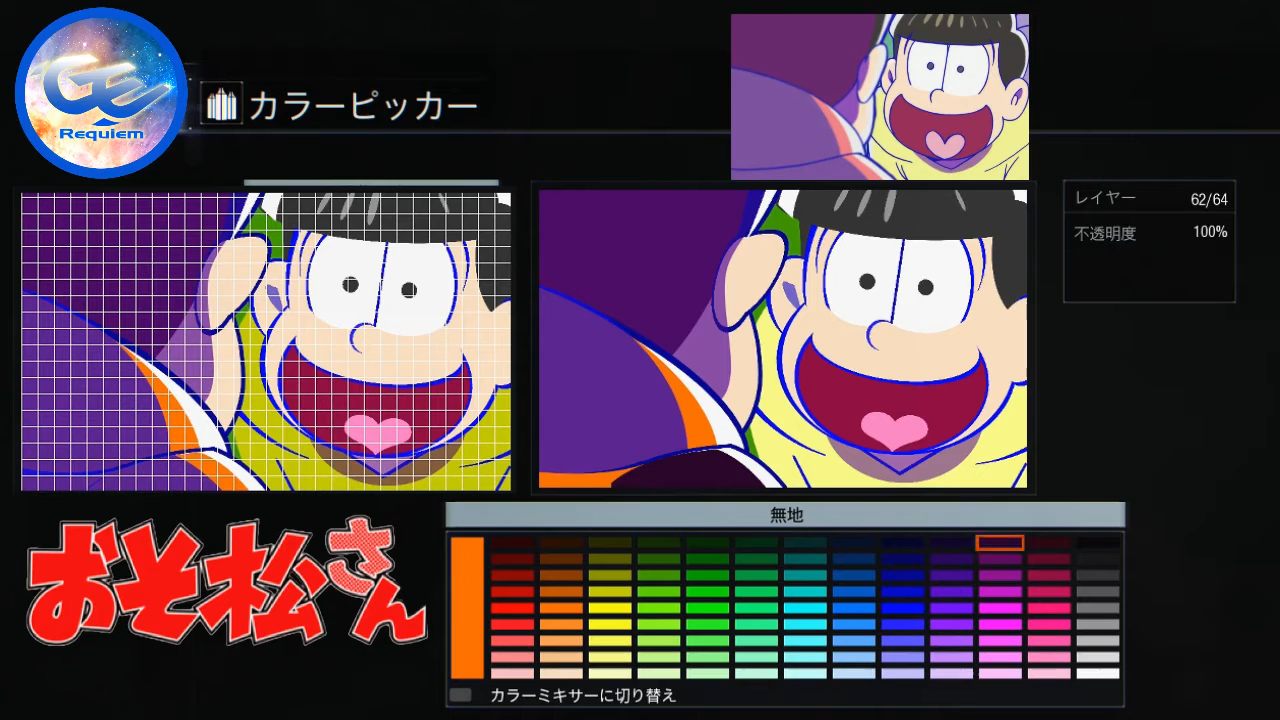 GE
Requiem
カラーピッカー
レイヤー 62/64
不透明度 100%
おそ松さん
無地
カラーミキサーに切り替え